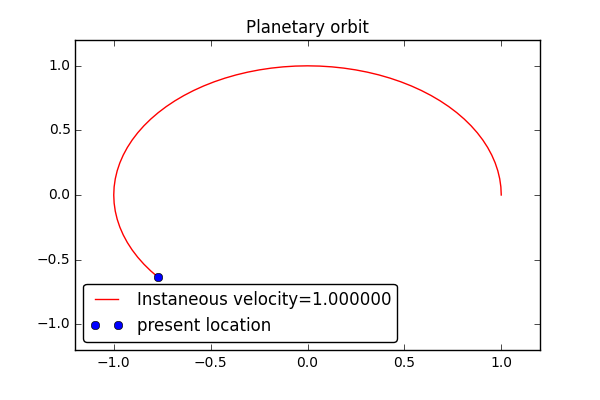 Planetary orbit
1.0
0.5
0.0
−0.5
−1.0
Instaneous velocity=1.000000
present location
−1.0 −0.5 0.0 0.5 1.0